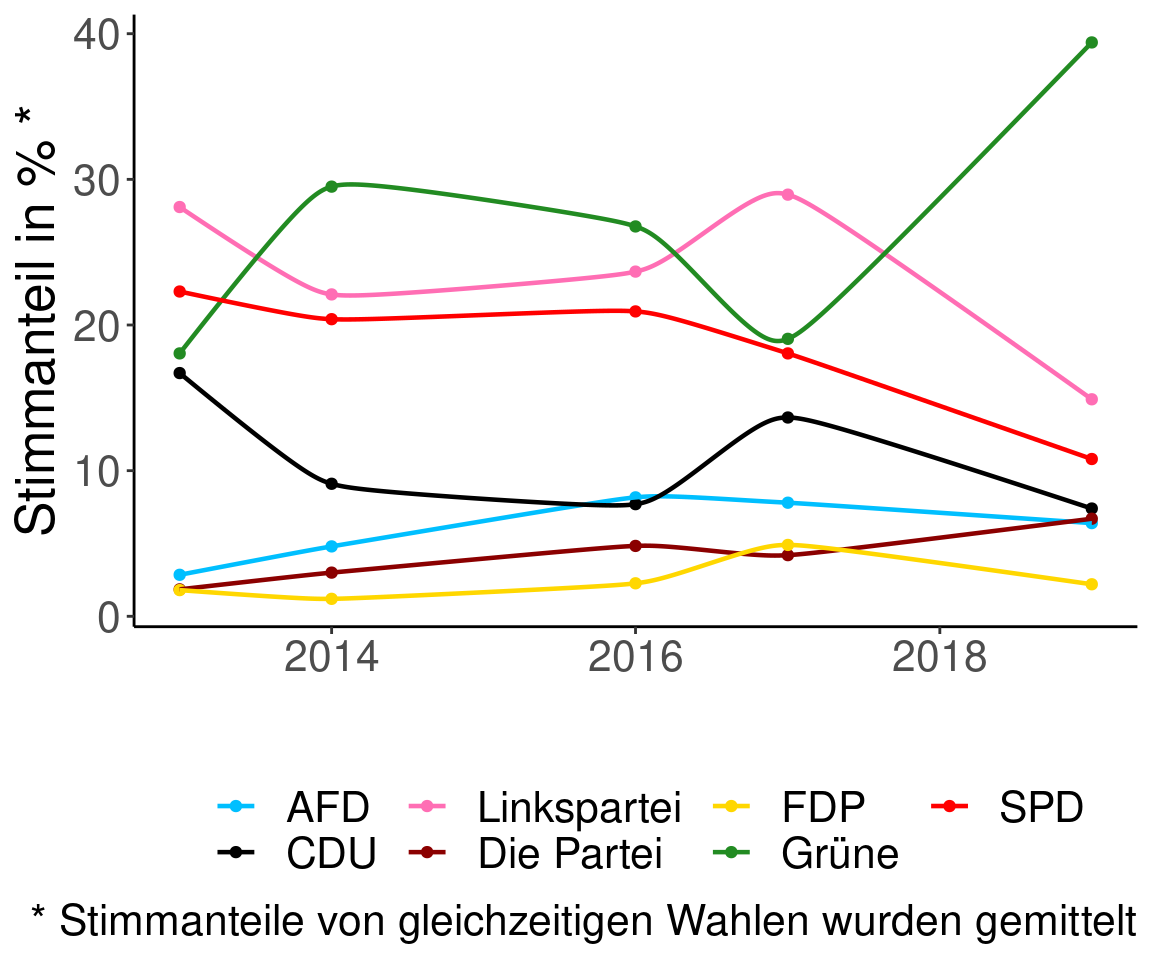 Stimmanteil in % *
40
30
20
10
0
2014 2016 2018
AFD Linkspartei FDP SPD
CDU Die Partei Grüne
* Stimmanteile von gleichzeitigen Wahlen wurden gemittelt